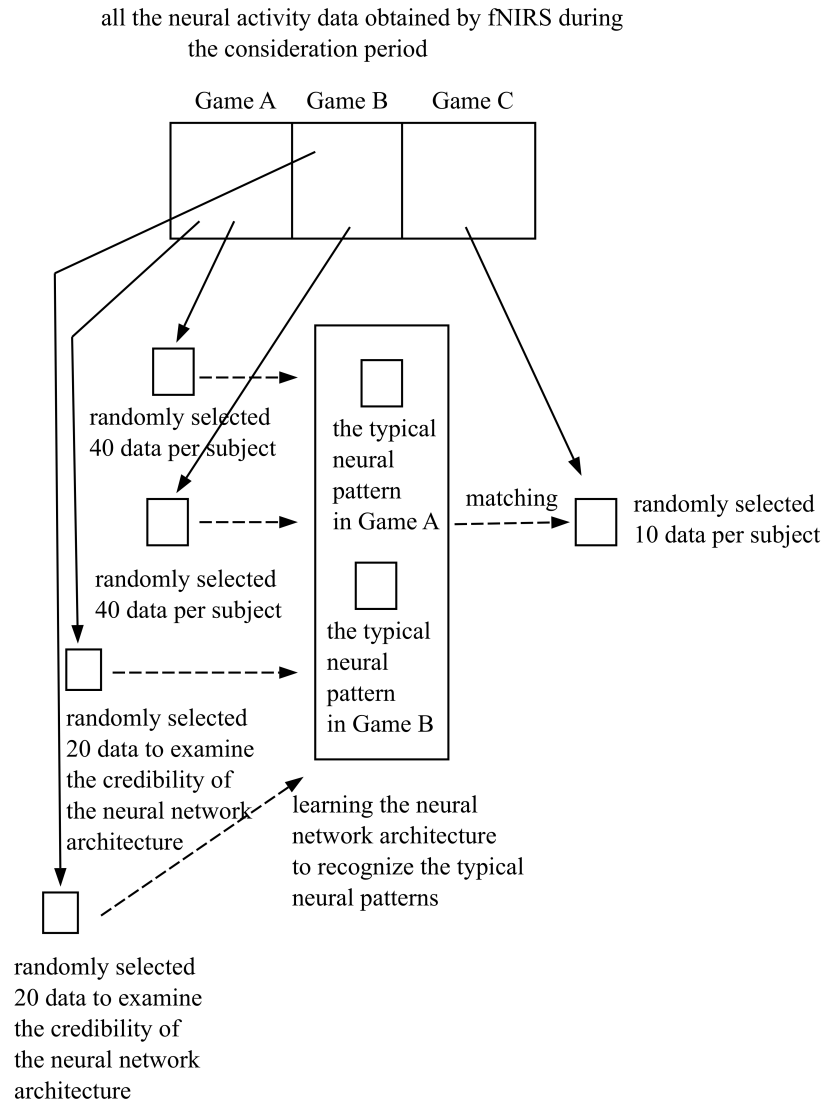 all the neural activity data obtained by fNIRS during
the consideration period
Game A
Game B
Game C
randomly selected
40 data per subject
the typical
neural
pattern
in Game A
matching
randomly selected
10 data per subject
randomly selected
40 data per subject
the typical
neural
pattern
in Game B
randomly selected
20 data to examine
the credibility of
the neural network
architecture
learning the neural
network architecture
to recognize the typical
neural patterns
randomly selected
20 data to examine
the credibility of
the neural network
architecture